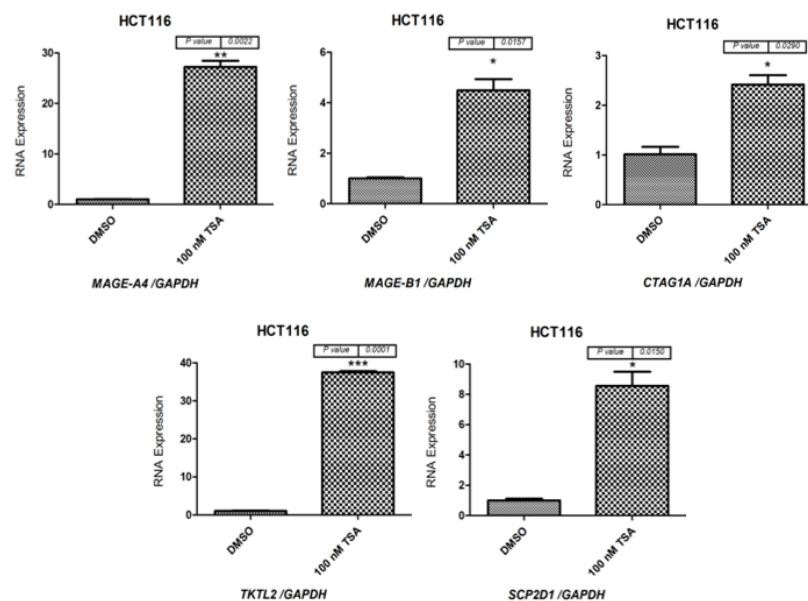 HCT116
P value 0.0022
**
30
20
10
0
RNA Expression
DMSO
100 nM TSA
MAGE-A4 /GAPDH
HCT116
P value 0.0157
*
6
4
2
0
RNA Expression
DMSO
100 nM TSA
MAGE-B1 /GAPDH
HCT116
P value 0.0290
*
3
2
1
0
RNA Expression
DMSO
100 nM TSA
CTAG1A /GAPDH
HCT116
P value 0.0001
***
40
30
20
10
0
RNA Expression
DMSO
100 nM TSA
TKTL2 /GAPDH
HCT116
P value 0.0150
*
10
8
6
4
2
0
RNA Expression
DMSO
100 nM TSA
SCP2D1 /GAPDH